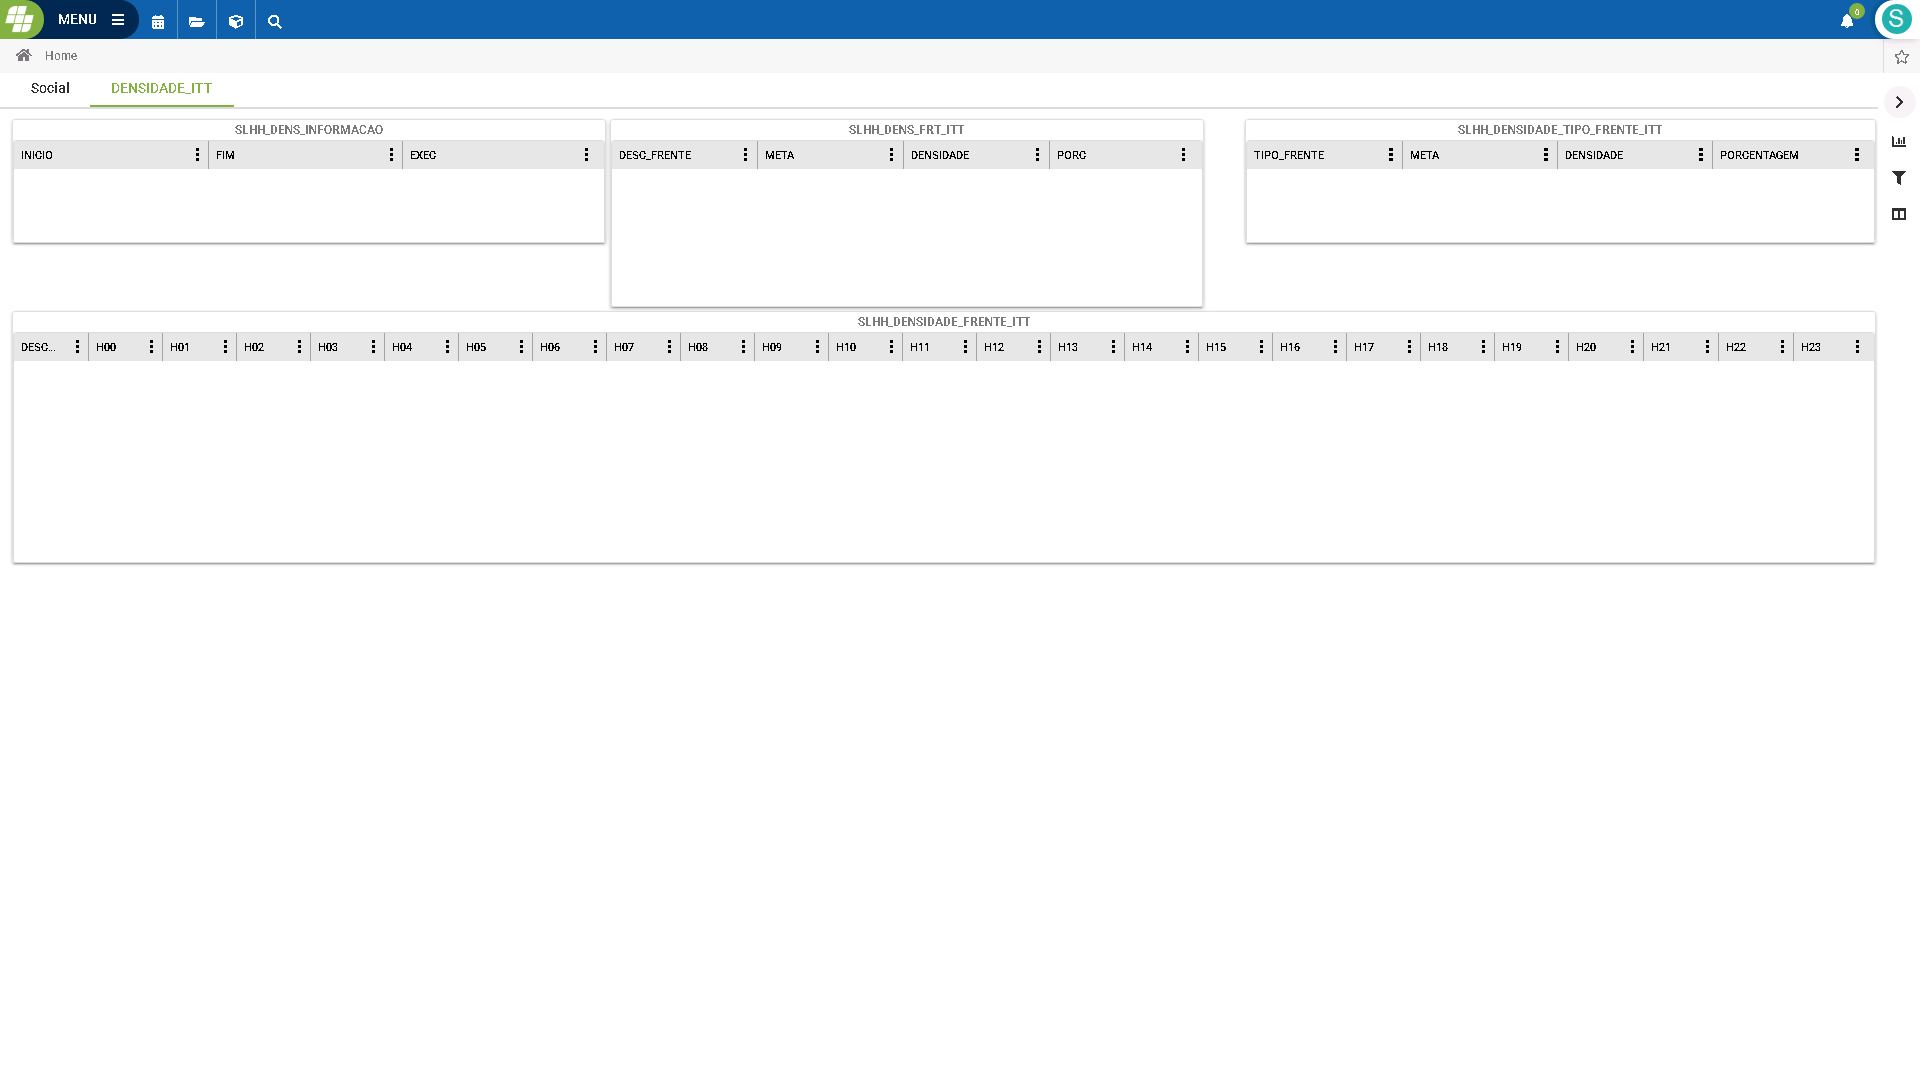 MENU
0
S
Home
Social
DENSIDADE_ITT
SLHH_DENS_INFORMACAO
INICIO FIM EXEC
SLHH_DENS_FRT_ITT
DESC_FRENTE META DENSIDADE PORC
SLHH_DENSIDADE_TIPO_FRENTE_ITT
TIPO_FRENTE META DENSIDADE PORCENTAGEM
SLHH_DENSIDADE_FRENTE_ITT
DESC... H00 H01 H02 H03 H04 H05 H06 H07 H08 H09 H10 H11 H12 H13 H14 H15 H16 H17 H18 H19 H20 H21 H22 H23